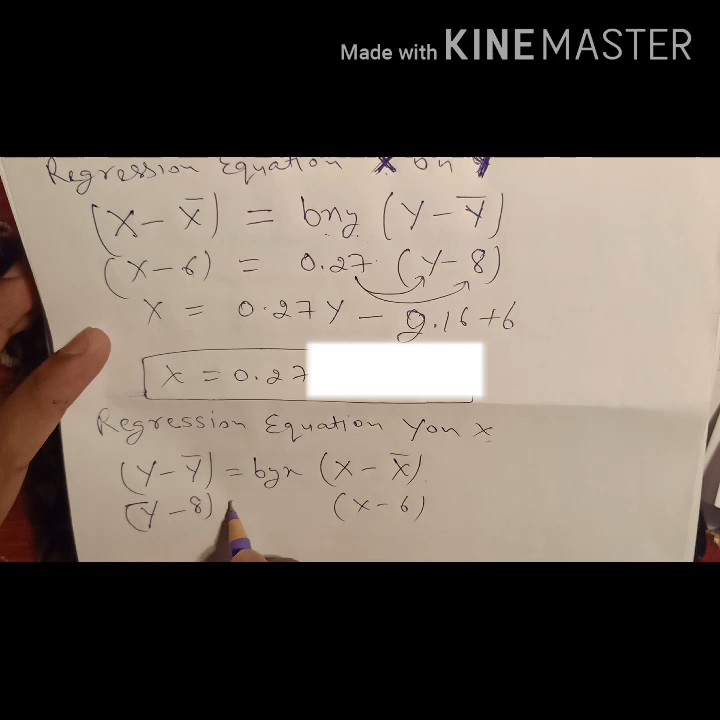 Made with KINEMASTER
Regression Equation X on Y
(X - X̄) = bxy (Y - Ȳ)
(X - 6) = 0.27 (Y - 8)
X = 0.27Y - 2.16 + 6
X = 0.27
Regression Equation Y on X
(Y - Ȳ) = byx (X - X̄)
(Y - 8) (X - 6)